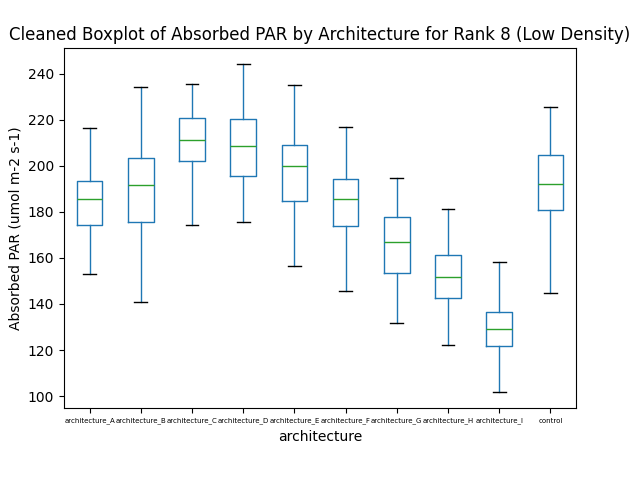 Cleaned Boxplot of Absorbed PAR by Architecture for Rank 8 (Low Density)
Absorbed PAR (umol m-2 s-1)
240
220
200
180
160
140
120
100
architecture_A architecture_B architecture_C architecture_D architecture_E architecture_F architecture_G architecture_H architecture_I control
architecture